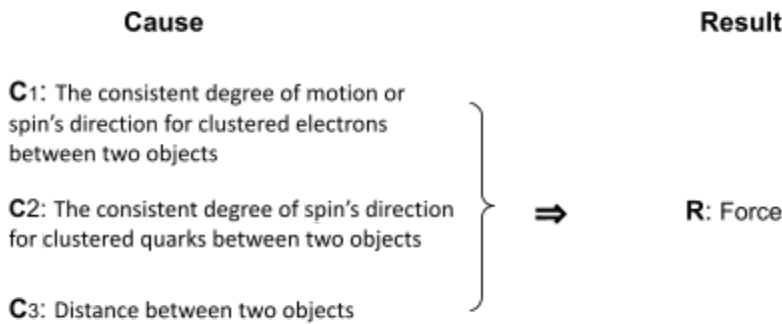 Cause Result
C1: The consistent degree of motion or
spin's direction for clustered electrons
between two objects
C2: The consistent degree of spin's direction
for clustered quarks between two objects
⇒ R: Force
C3: Distance between two objects